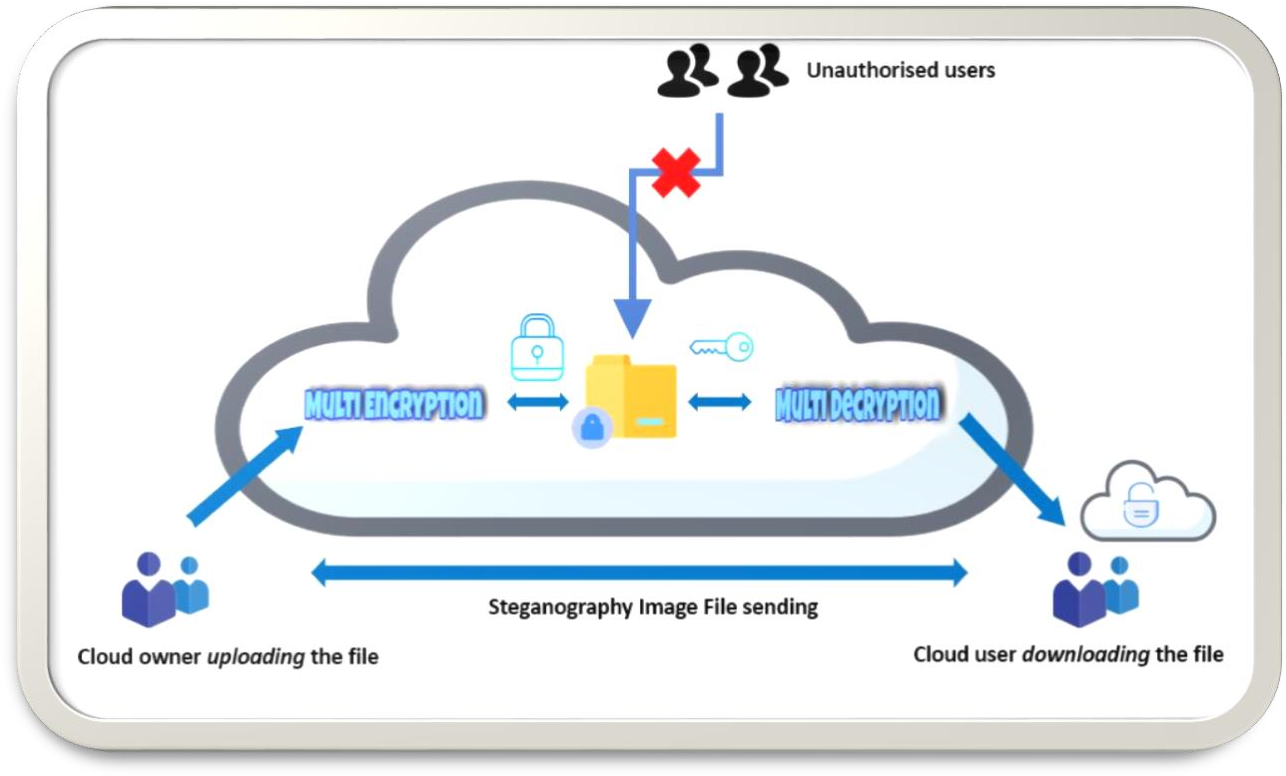 Unauthorised users
Multi Encryption
Multi Decryption
Steganography Image File sending
Cloud owner uploading the file
Cloud user downloading the file